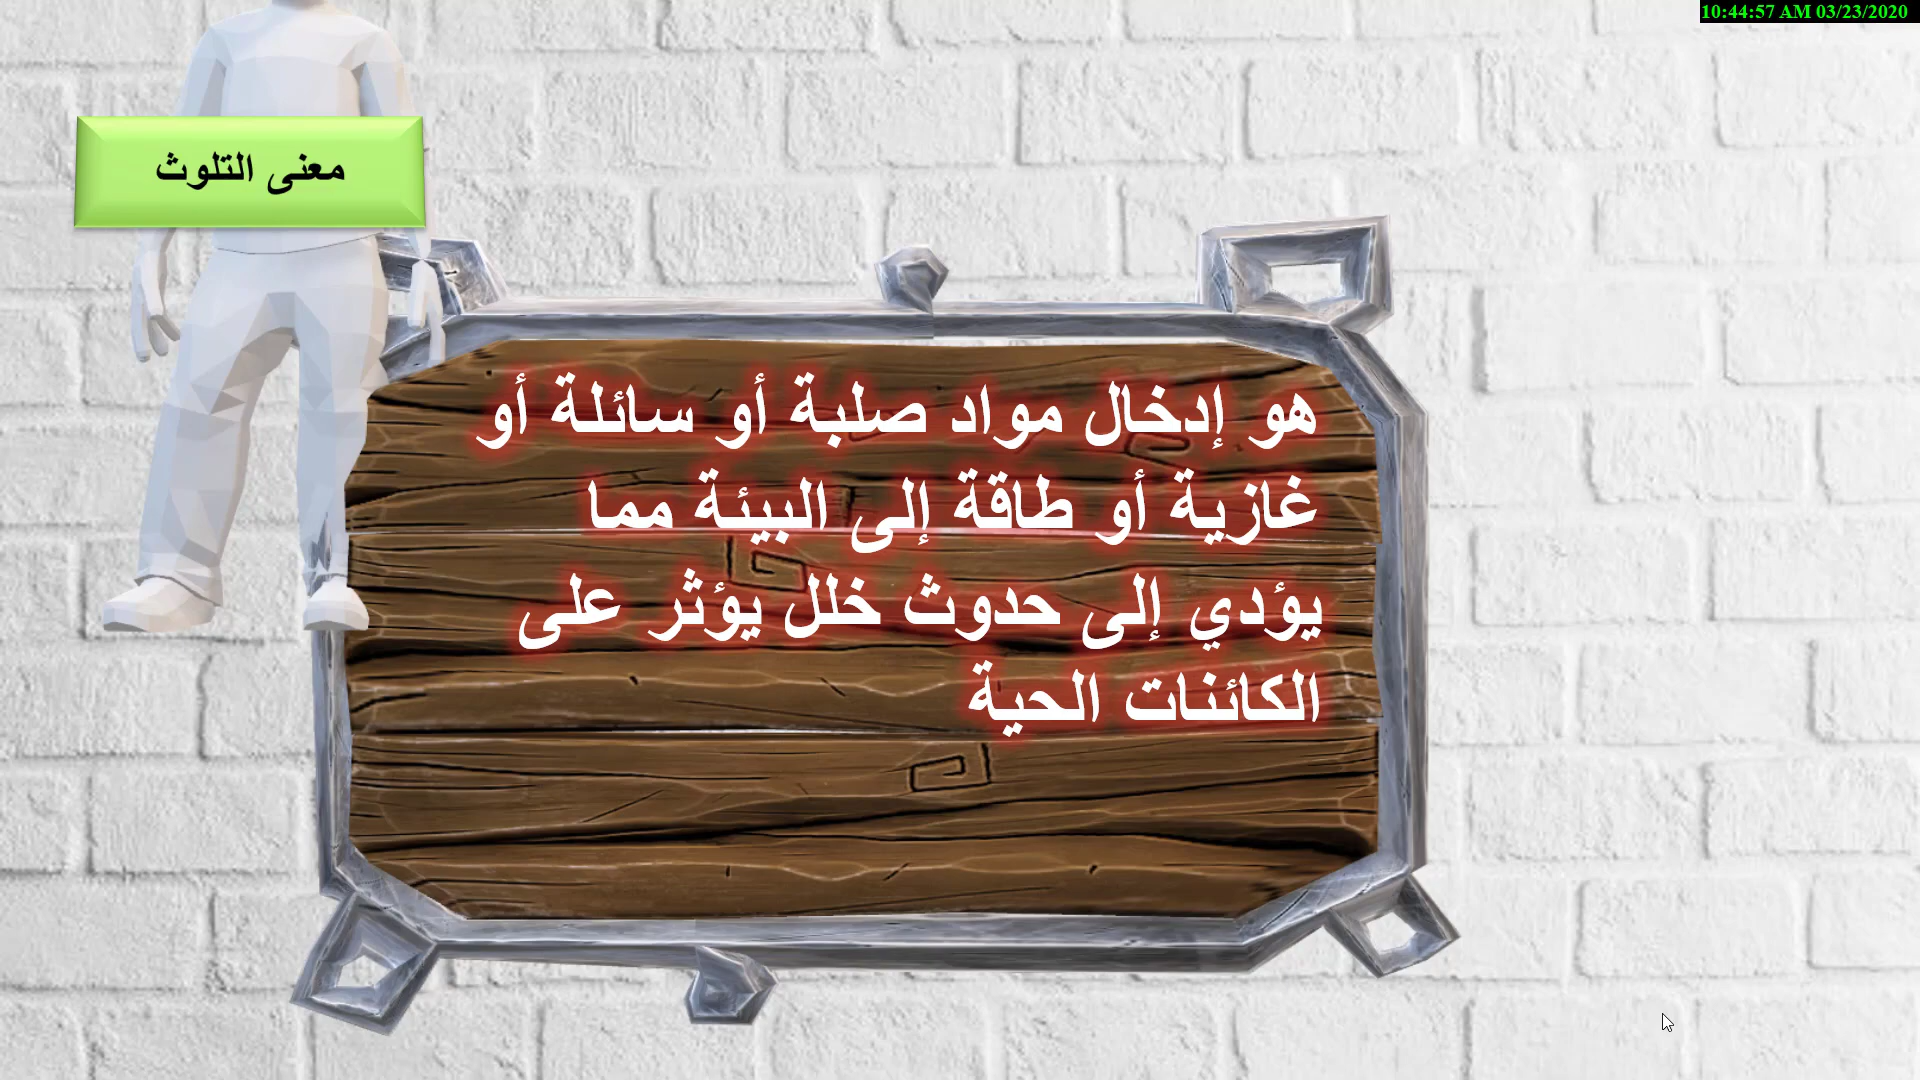 10:44:57 AM 03/23/2020
معنى التلوث
هو إدخال مواد صلبة أو سائلة أو
غازية أو طاقة إلى البيئة مما
يؤدي إلى حدوث خلل يؤثر على
الكائنات الحية